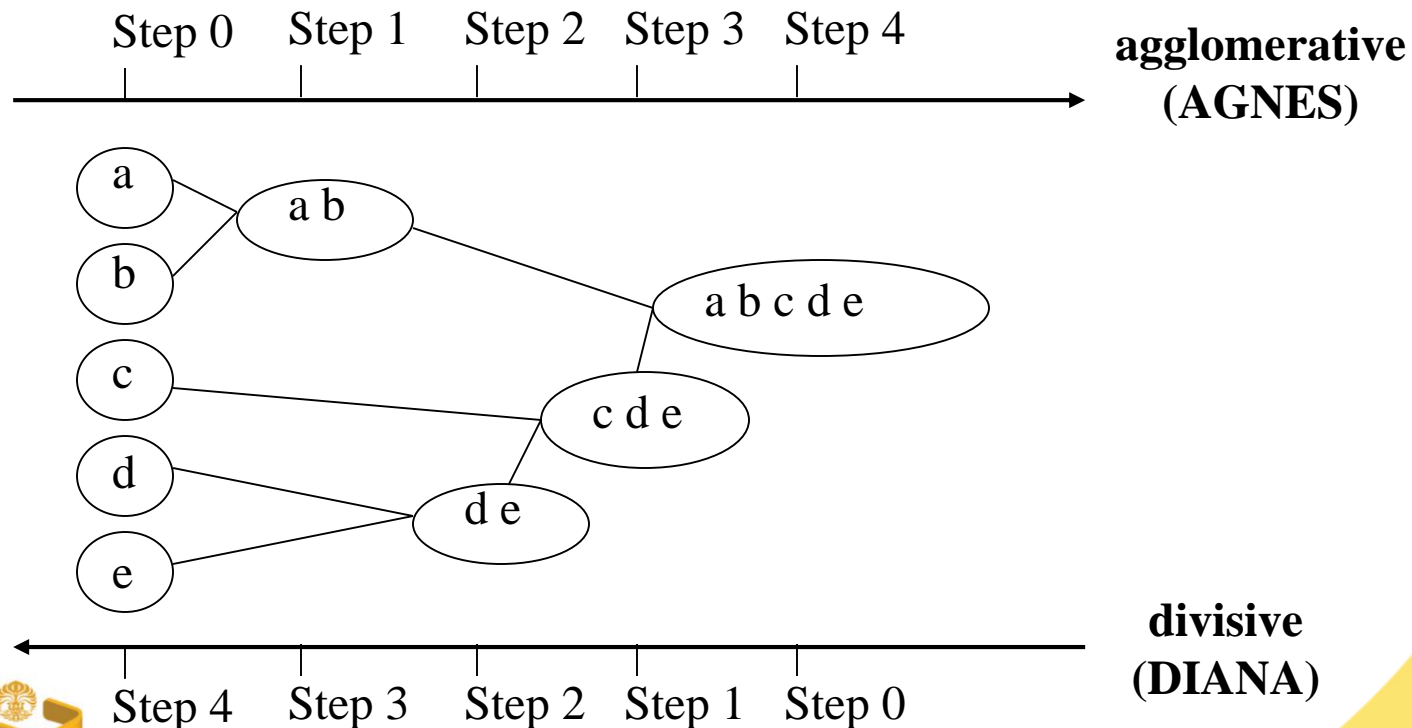 Step 0 Step 1 Step 2 Step 3 Step 4
agglomerative
(AGNES)
a
a b
b
a b c d e
c
c d e
d
d e
e
divisive
(DIANA)
Step 4 Step 3 Step 2 Step 1 Step 0